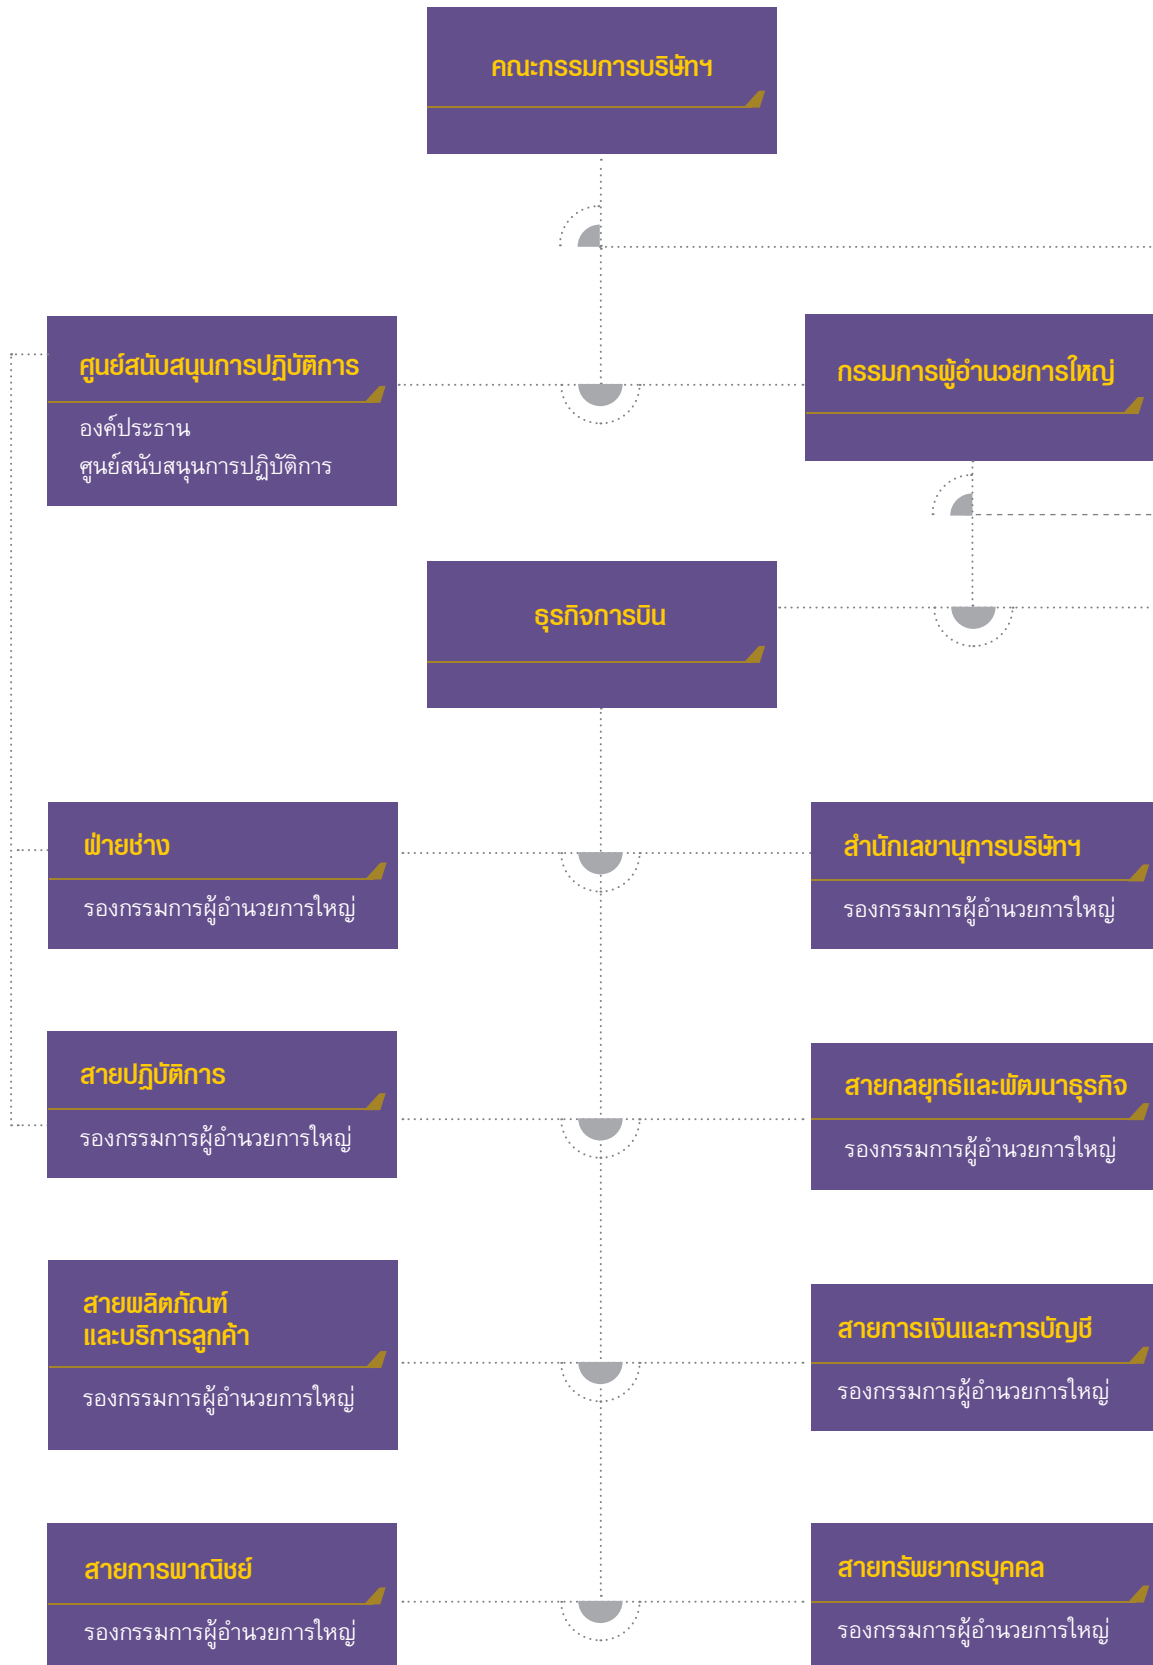 คณะกรรมการบริษัทฯ
ศูนย์สนับสนุนการปฏิบัติการ
องค์ประธาน
ศูนย์สนับสนุนการปฏิบัติการ
กรรมการผู้อำนวยการใหญ่
ธุรกิจการบิน
ฝ่ายช่าง
รองกรรมการผู้อำนวยการใหญ่
สำนักเลขานุการบริษัทฯ
รองกรรมการผู้อำนวยการใหญ่
สายปฏิบัติการ
รองกรรมการผู้อำนวยการใหญ่
สายกลยุทธ์และพัฒนาธุรกิจ
รองกรรมการผู้อำนวยการใหญ่
สายผลิตภัณฑ์
และบริการลูกค้า
รองกรรมการผู้อำนวยการใหญ่
สายการเงินและการบัญชี
รองกรรมการผู้อำนวยการใหญ่
สายการพาณิชย์
รองกรรมการผู้อำนวยการใหญ่
สายทรัพยากรบุคคล
รองกรรมการผู้อำนวยการใหญ่